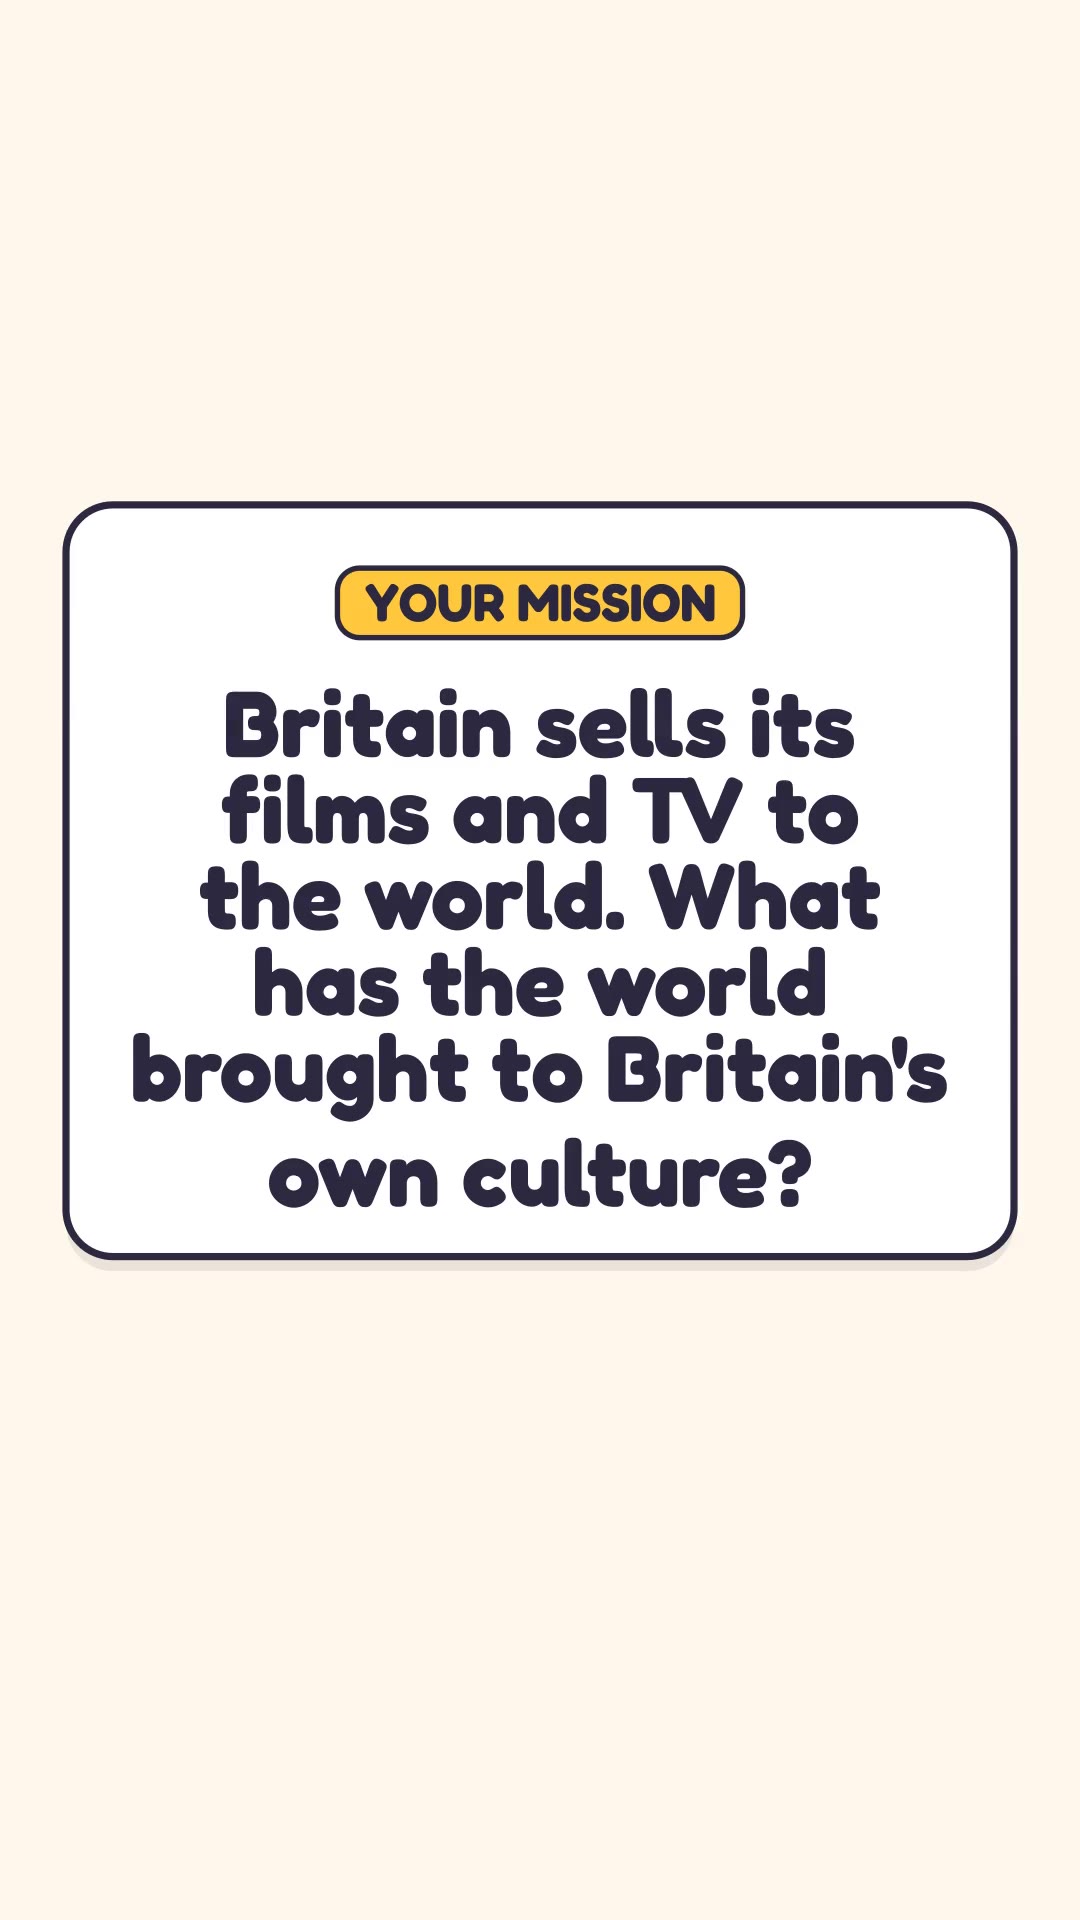 YOUR MISSION
Britain sells its
films and TV to
the world. What
has the world
brought to Britain's
own culture?